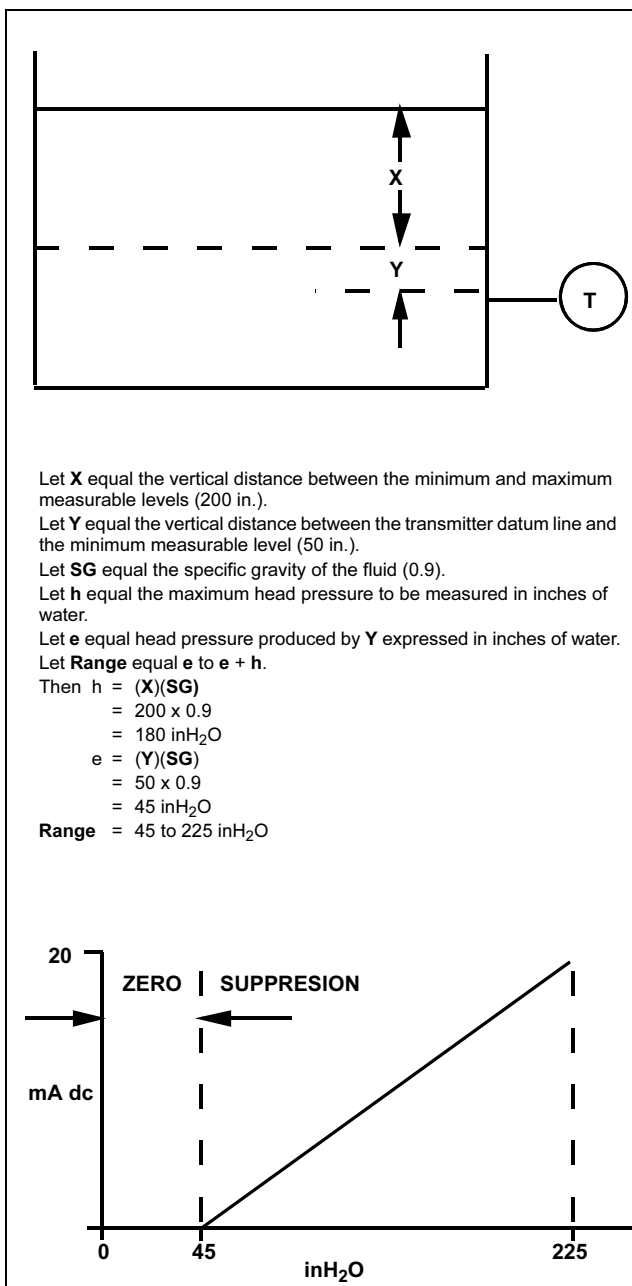 X
Y
T
Let X equal the vertical distance between the minimum and maximum
measurable levels (200 in.).
Let Y equal the vertical distance between the transmitter datum line and
the minimum measurable level (50 in.).
Let SG equal the specific gravity of the fluid (0.9).
Let h equal the maximum head pressure to be measured in inches of
water.
Let e equal head pressure produced by Y expressed in inches of water.
Let Range equal e to e + h.
Then h = (X)(SG)
= 200 x 0.9
= 180 inH2O
e = (Y)(SG)
= 50 x 0.9
= 45 inH2O
Range = 45 to 225 inH2O
20
ZERO SUPPRESION
mA dc
0 45 225
inH2O